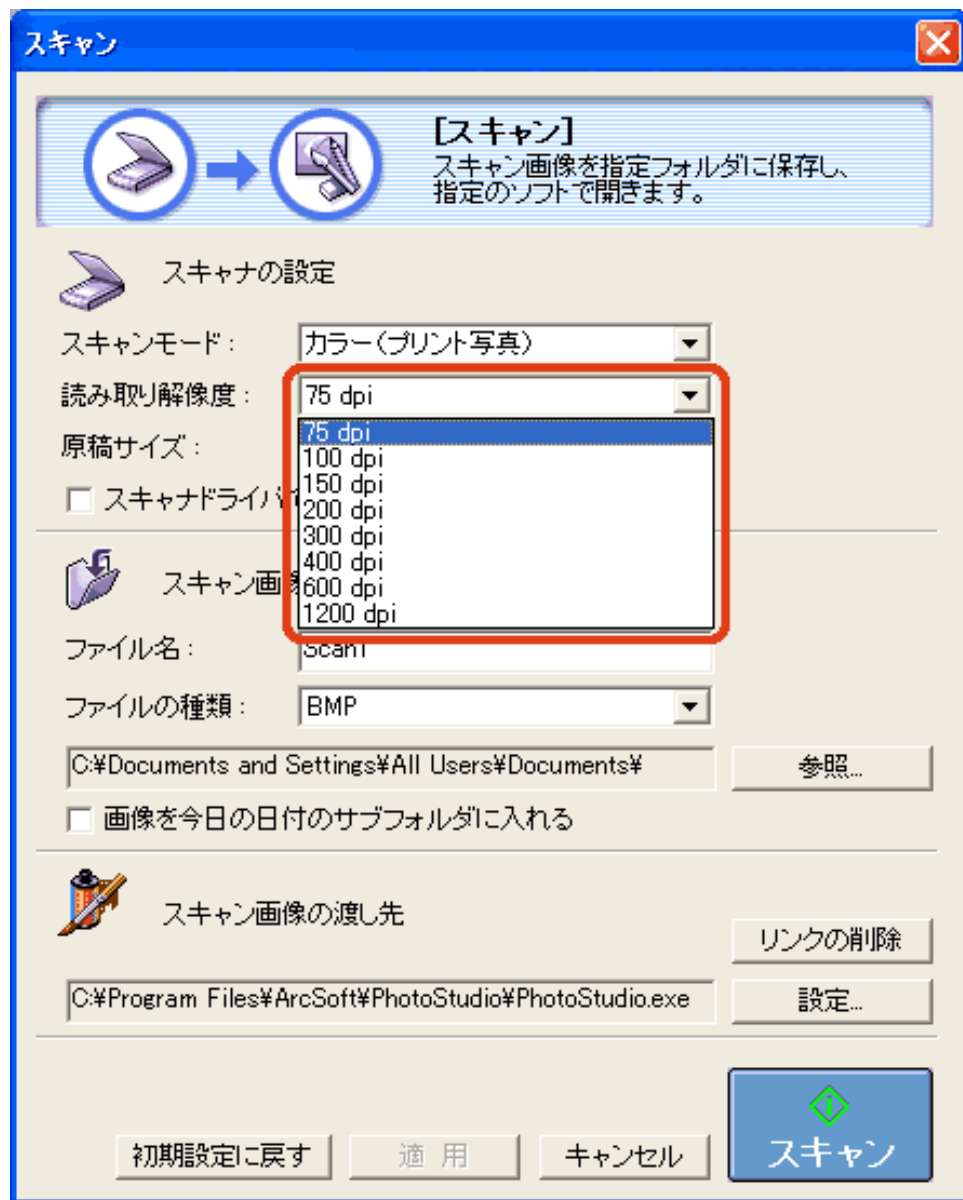 スキャン
[スキャン]
スキャン画像を指定フォルダに保存し、
指定のソフトで開きます。
スキャナの設定
スキャンモード：
カラー（プリント写真）
読み取り解像度：
75 dpi
75 dpi
原稿サイズ：
100 dpi
150 dpi
スキャナドライバ
200 dpi
300 dpi
400 dpi
スキャン画
600 dpi
1200 dpi
ファイル名：
Scan1
ファイルの種類：
BMP
C:¥Documents and Settings¥All Users¥Documents¥
参照...
画像を今日の日付のサブフォルダに入れる
スキャン画像の渡し先
リンクの削除
C:¥Program Files¥ArcSoft¥PhotoStudio¥PhotoStudio.exe
設定...
初期設定に戻す
適 用
キャンセル
スキャン